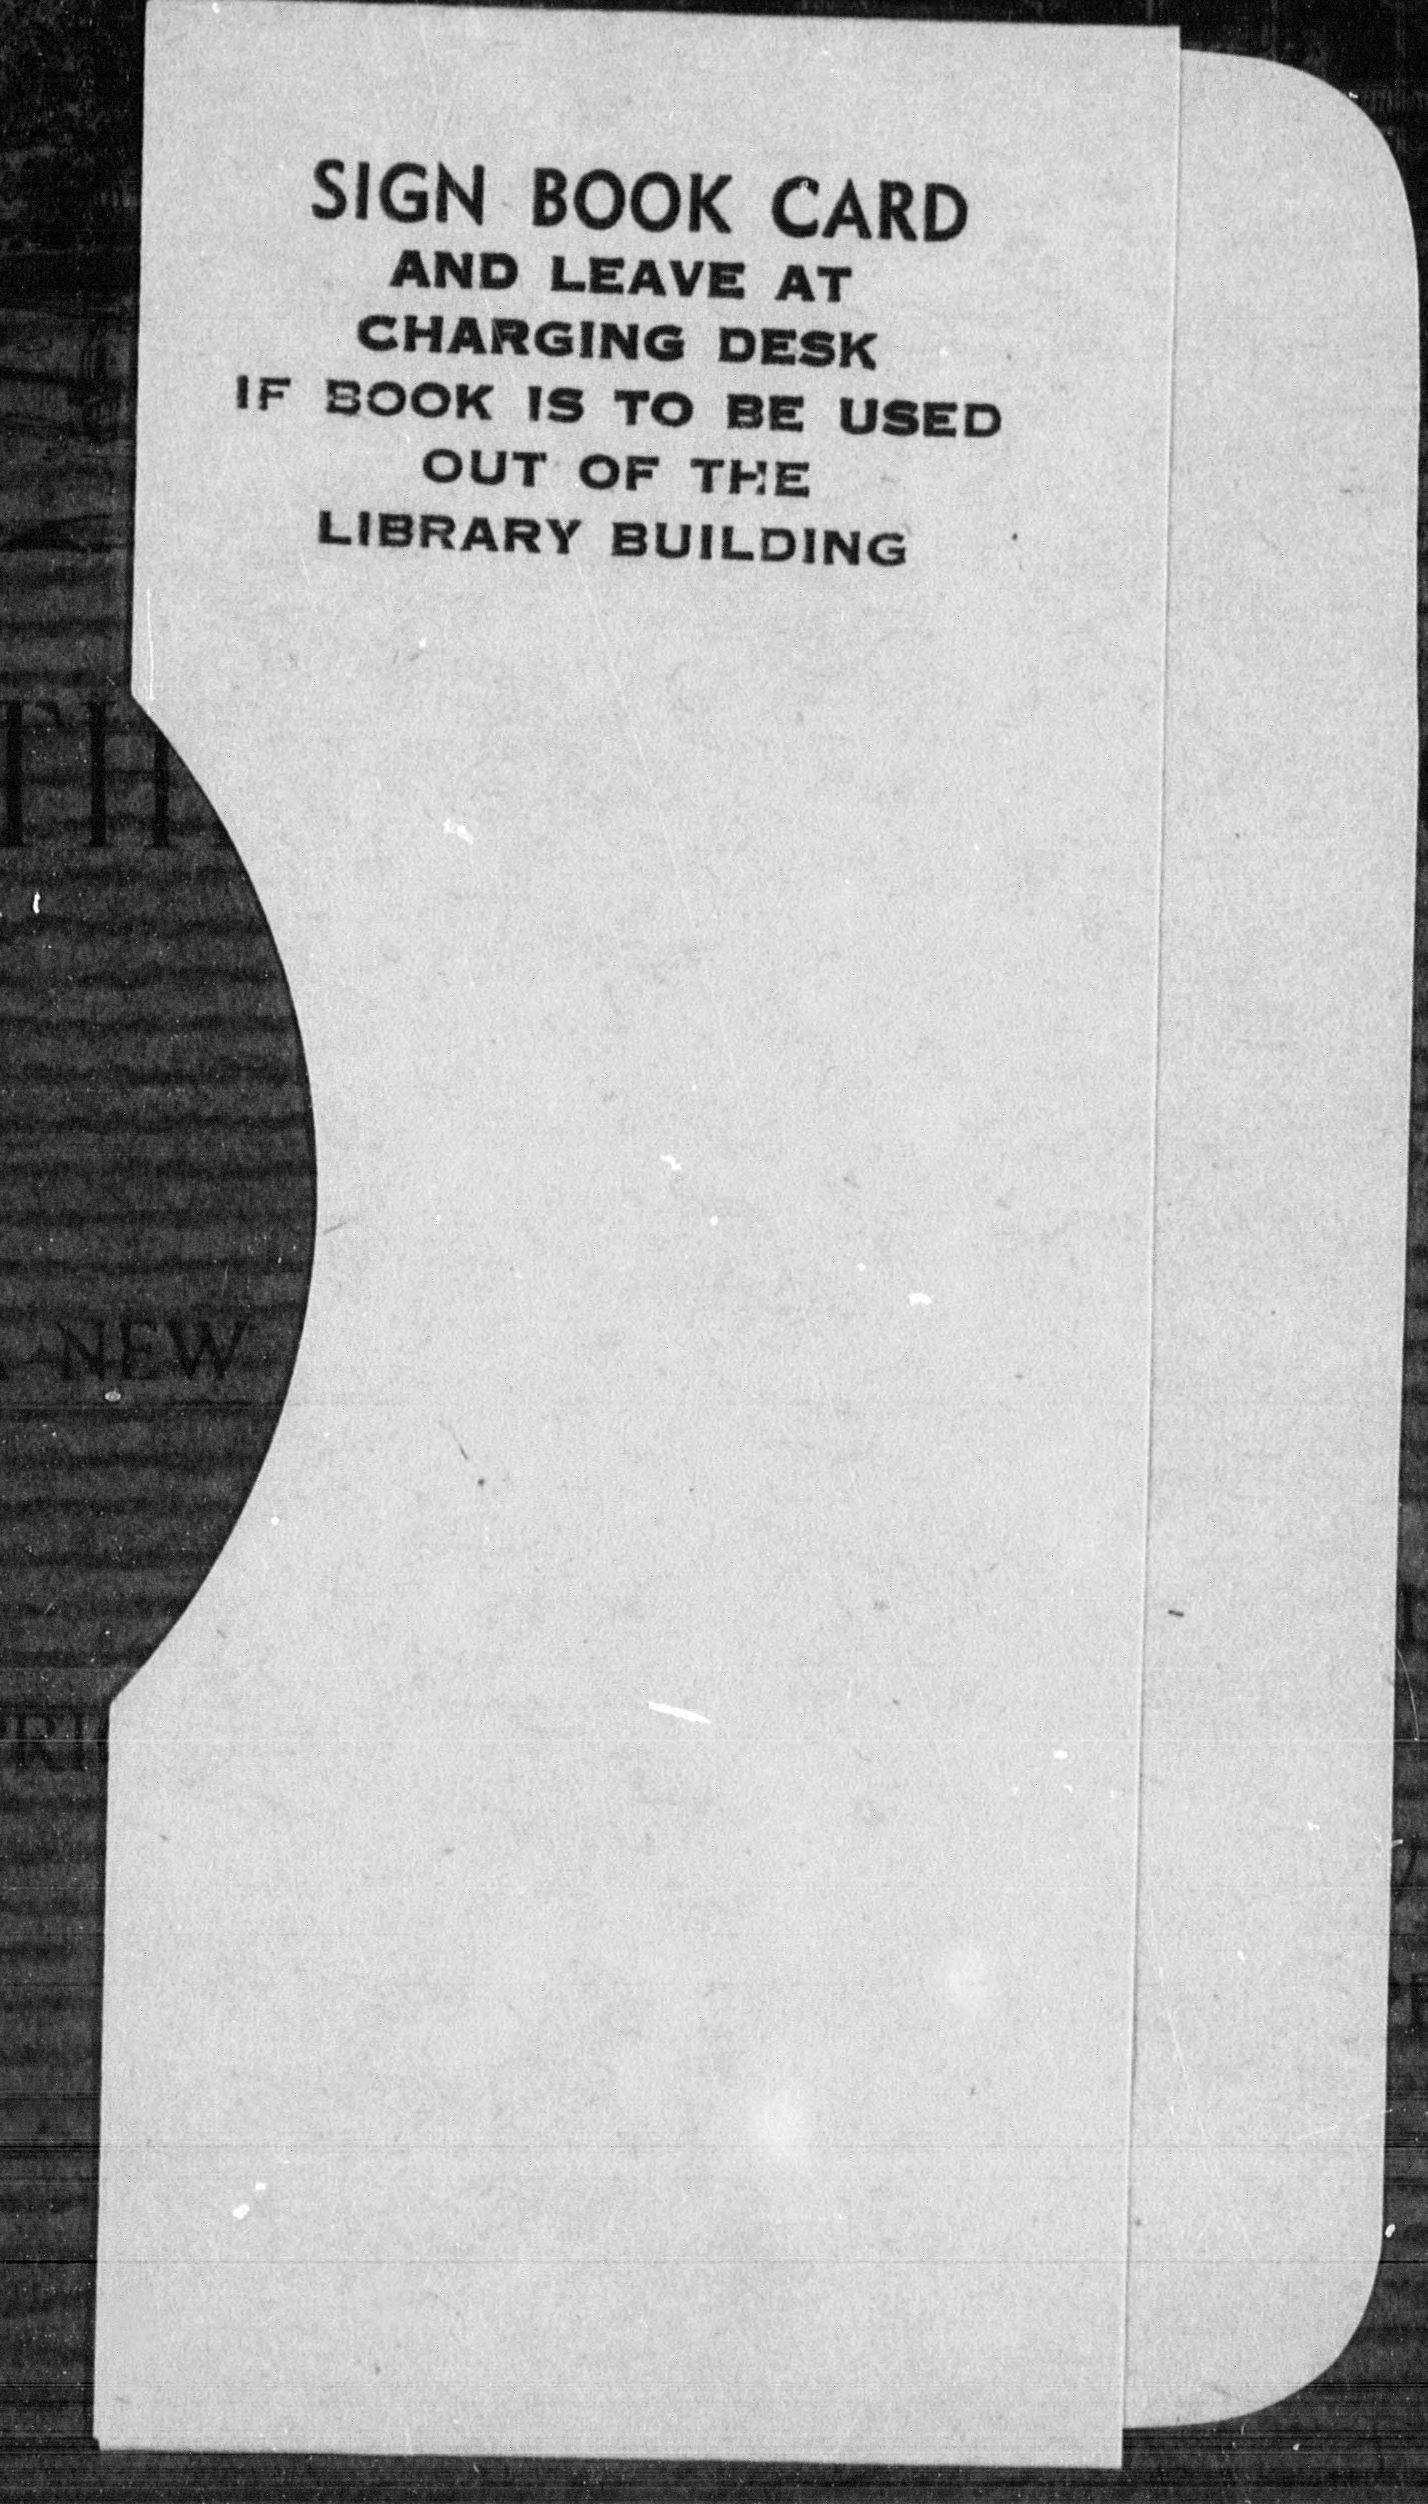 SIGN BOOK CARD
AND LEAVE AT
CHARGING DESK
IF BOOK IS TO BE USED
OUT OF THE
LIBRARY BUILDING
NEW